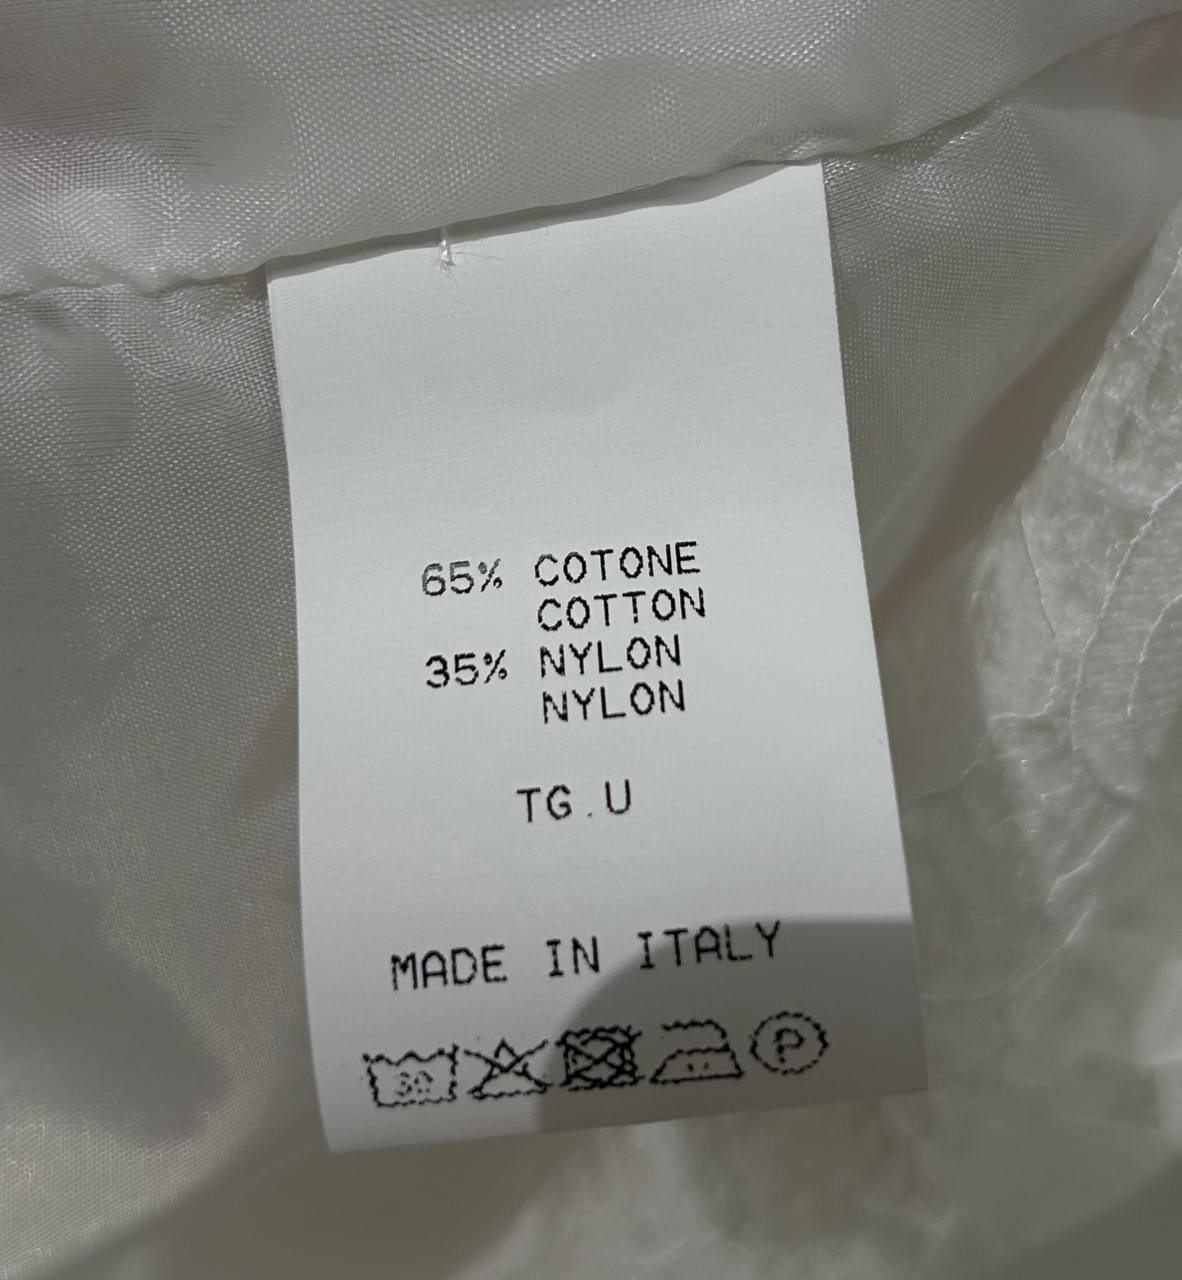 65% COTONE
COTTON
35% NYLON
NYLON
TG.U
MADE IN ITALY
30
P